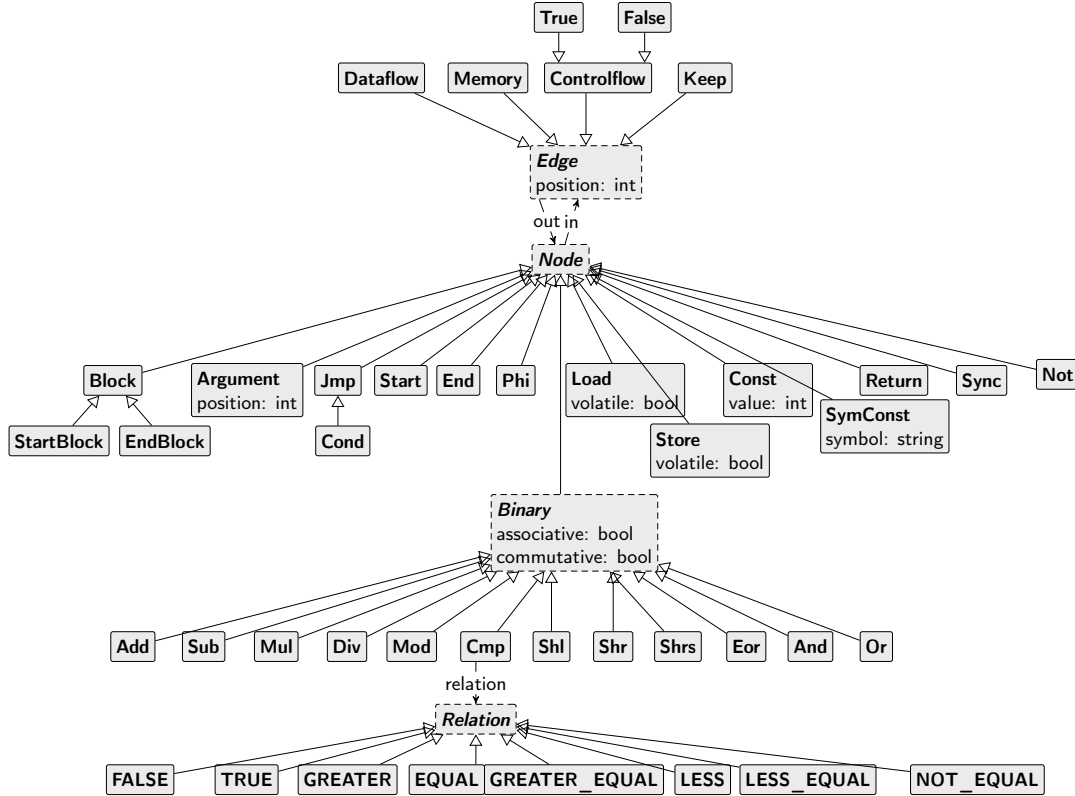 True False
Dataflow Memory Controlflow Keep
Edge
position: int
out in
Node
Block Argument Jmp Start End Phi Load Const Return Sync Not
position: int volatile: bool value: int
SymConst
symbol: string
StartBlock EndBlock Cond Store
volatile: bool
Binary
associative: bool
commutative: bool
Add Sub Mul Div Mod Cmp Shl Shr Shrs Eor And Or
relation
Relation
FALSE TRUE GREATER EQUAL GREATER_EQUAL LESS LESS_EQUAL NOT_EQUAL